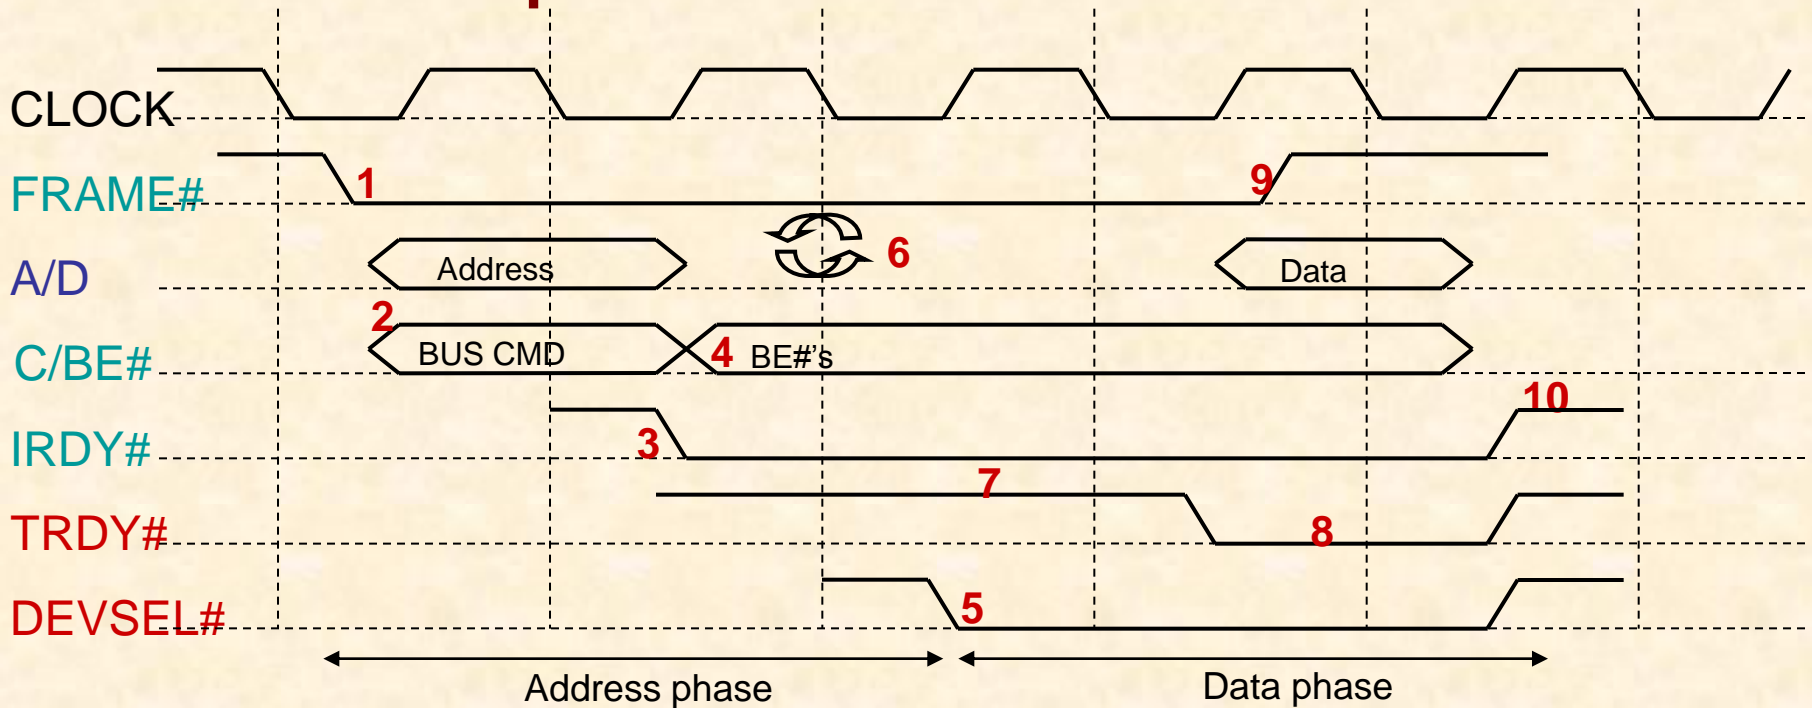 CLOCK
FRAME#
1
9
A/D
Address
6
Data
C/BE#
2
BUS CMD
4
BE#'s
IRDY#
3
10
TRDY#
7
8
DEVSEL#
5
Address phase
Data phase